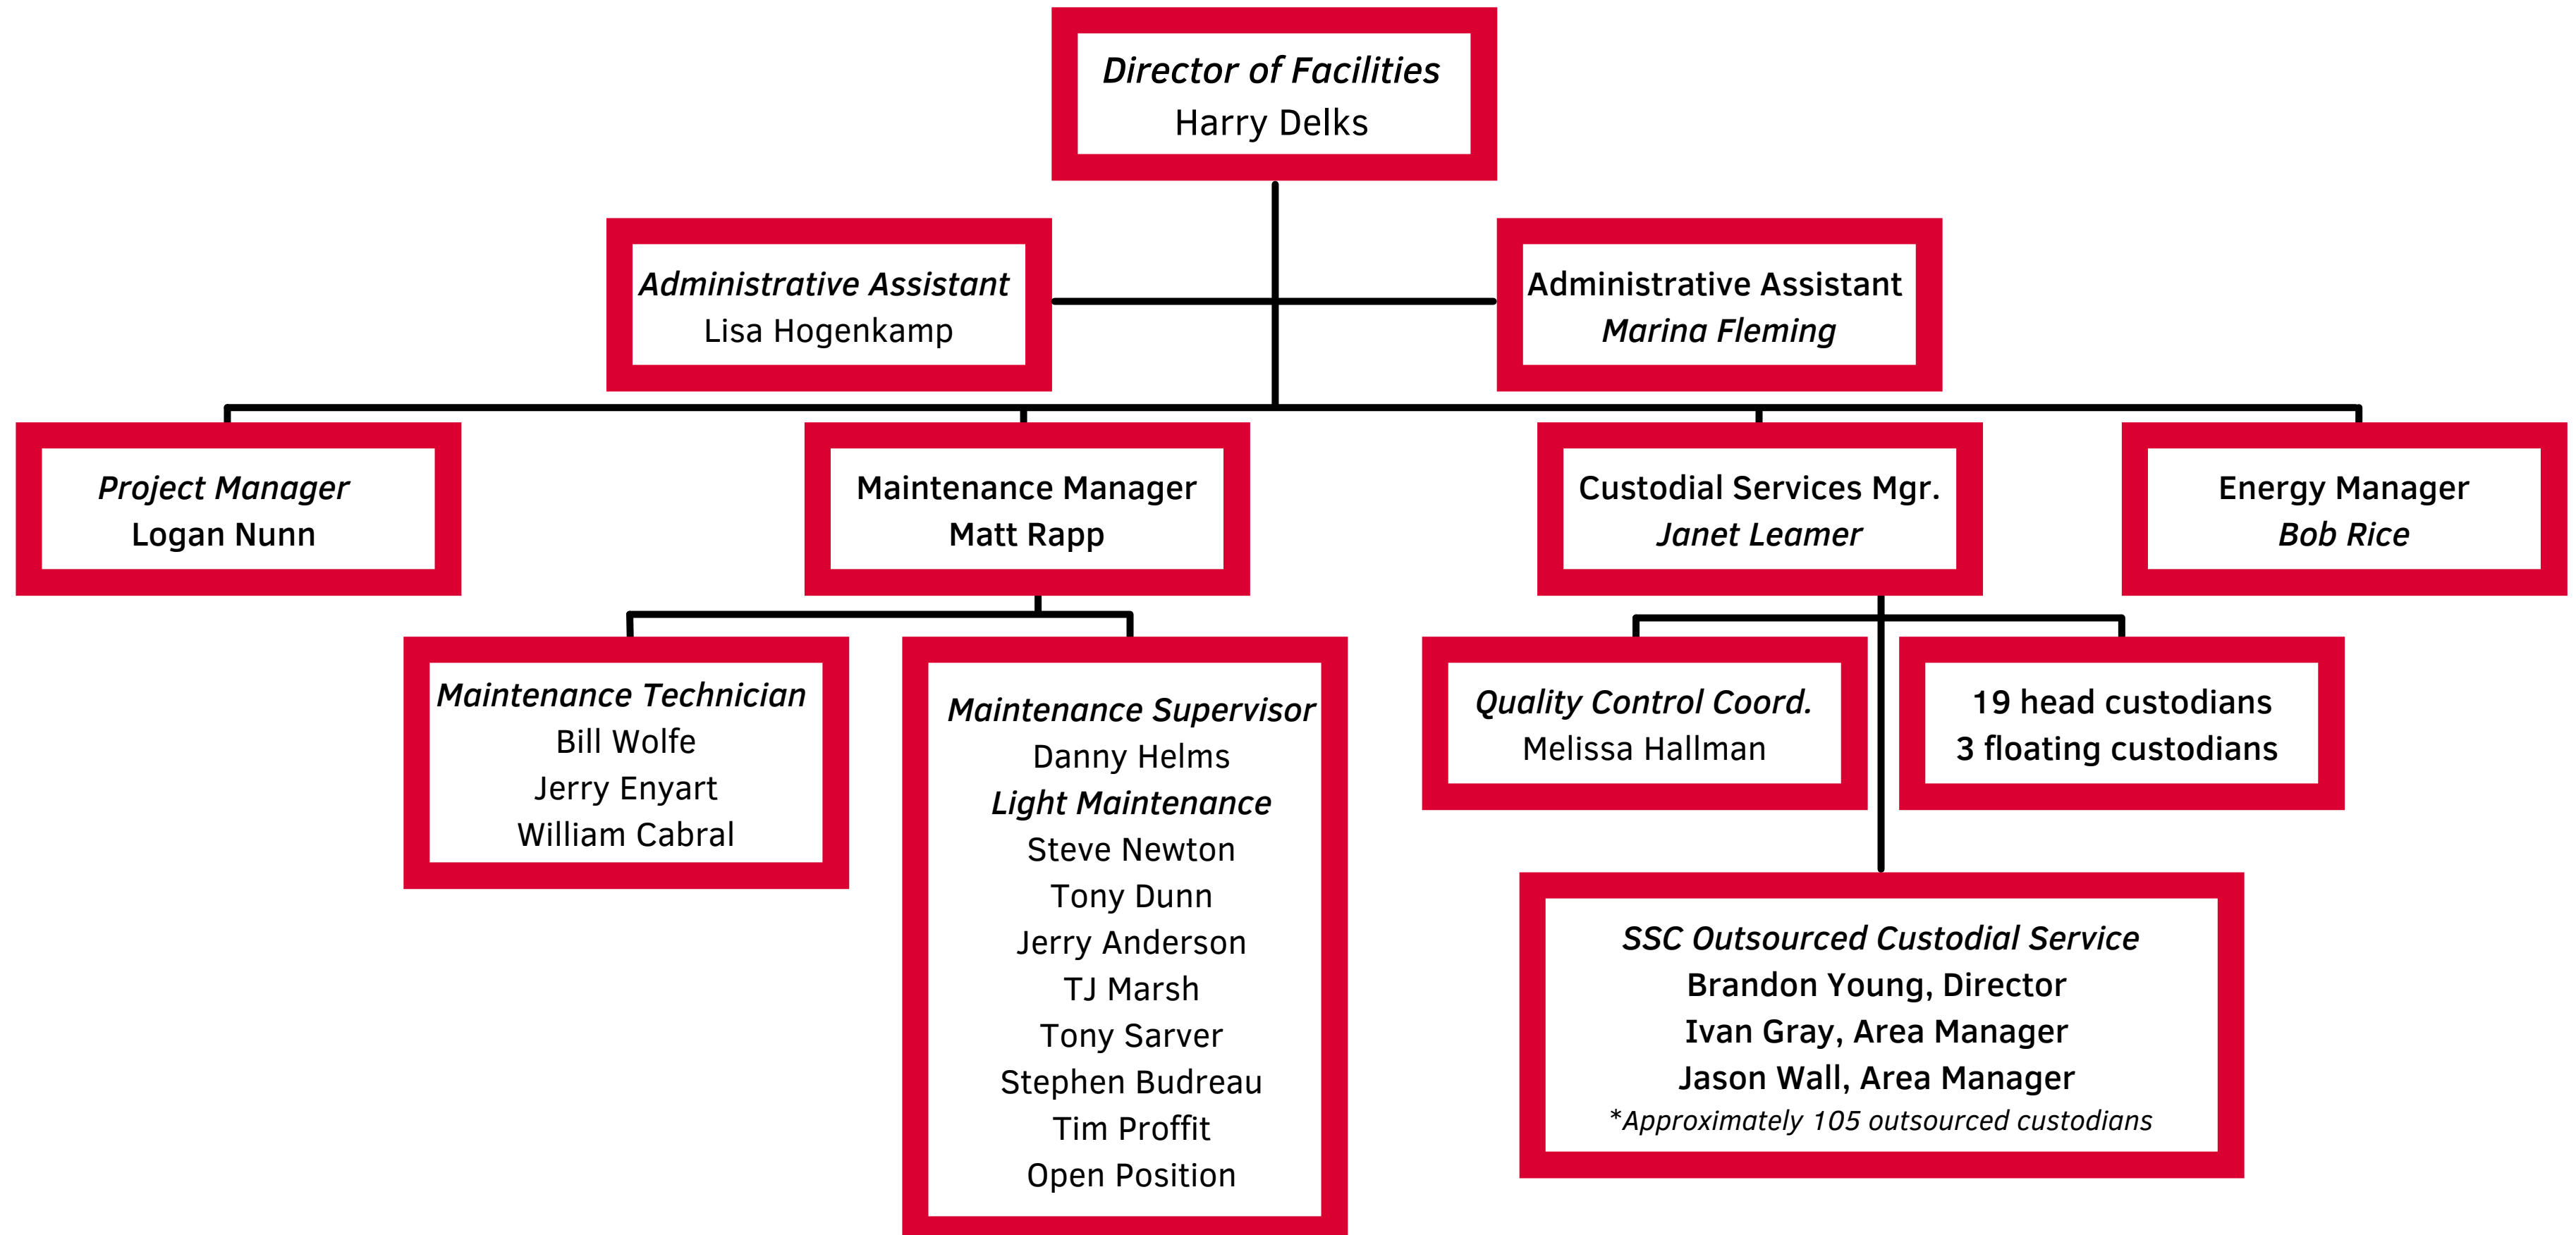 Director of Facilities
Harry Delks
Administrative Assistant
Lisa Hogenkamp
Administrative Assistant
Marina Fleming
Project Manager
Logan Nunn
Maintenance Manager
Matt Rapp
Custodial Services Mgr.
Janet Leamer
Energy Manager
Bob Rice
Maintenance Technician
Bill Wolfe
Jerry Enyart
William Cabral
Maintenance Supervisor
Danny Helms
Light Maintenance
Steve Newton
Tony Dunn
Jerry Anderson
TJ Marsh
Tony Sarver
Stephen Budreau
Tim Proffit
Open Position
Quality Control Coord.
Melissa Hallman
19 head custodians
3 floating custodians
SSC Outsourced Custodial Service
Brandon Young, Director
Ivan Gray, Area Manager
Jason Wall, Area Manager
*Approximately 105 outsourced custodians